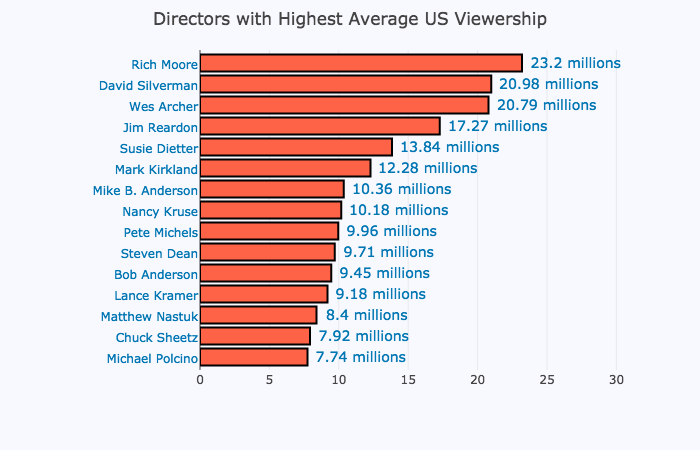 Directors with Highest Average US Viewership
Rich Moore 23.2 millions
David Silverman 20.98 millions
Wes Archer 20.79 millions
Jim Reardon 17.27 millions
Susie Dietter 13.84 millions
Mark Kirkland 12.28 millions
Mike B. Anderson 10.36 millions
Nancy Kruse 10.18 millions
Pete Michels 9.96 millions
Steven Dean 9.71 millions
Bob Anderson 9.45 millions
Lance Kramer 9.18 millions
Matthew Nastuk 8.4 millions
Chuck Sheetz 7.92 millions
Michael Polcino 7.74 millions
0 5 10 15 20 25 30